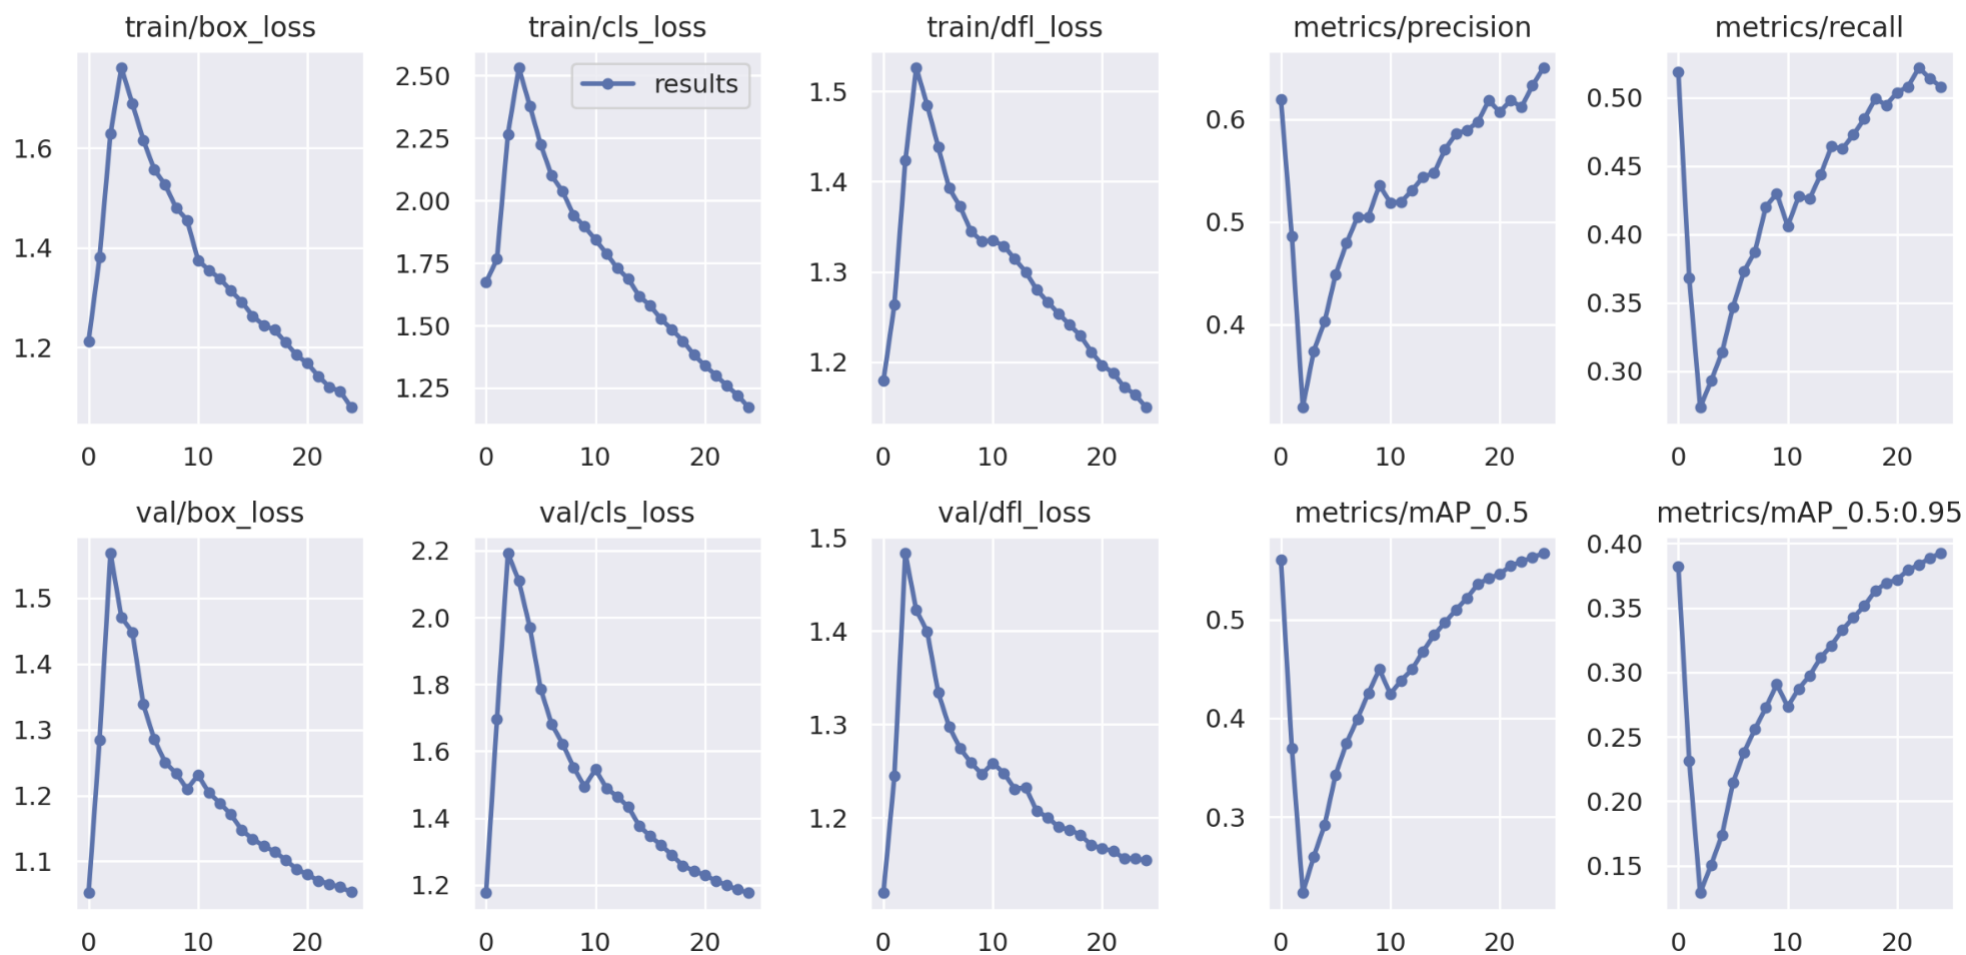 train/box_loss
1.6
1.4
1.2
0 10 20
train/cls_loss
results
2.50
2.25
2.00
1.75
1.50
1.25
0 10 20
train/dfl_loss
1.5
1.4
1.3
1.2
0 10 20
metrics/precision
0.6
0.5
0.4
0 10 20
metrics/recall
0.50
0.45
0.40
0.35
0.30
0 10 20
val/box_loss
1.5
1.4
1.3
1.2
1.1
0 10 20
val/cls_loss
2.2
2.0
1.8
1.6
1.4
1.2
0 10 20
val/dfl_loss
1.5
1.4
1.3
1.2
0 10 20
metrics/mAP_0.5
0.5
0.4
0.3
0 10 20
metrics/mAP_0.5:0.95
0.40
0.35
0.30
0.25
0.20
0.15
0 10 20